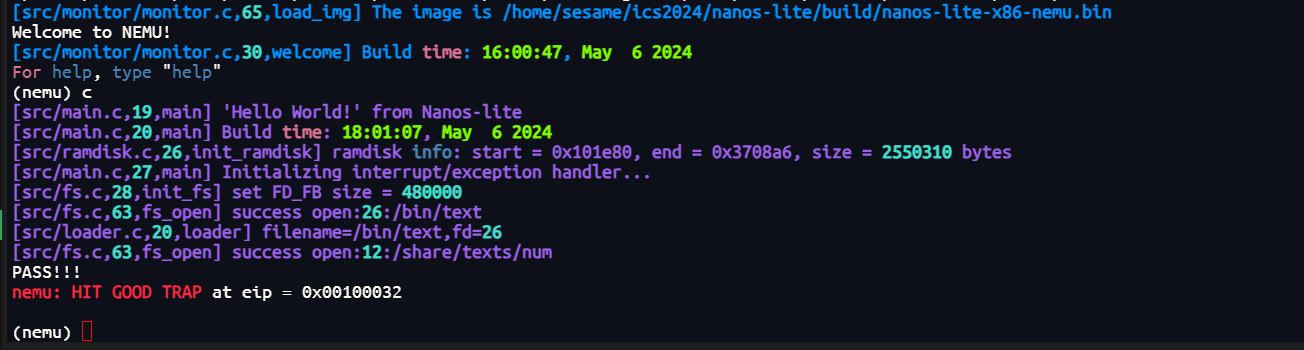 [src/monitor/monitor.c,65,load_img] The image is /home/sesame/ics2024/nanos-lite/build/nanos-lite-x86-nemu.bin
Welcome to NEMU!
[src/monitor/monitor.c,30,welcome] Build time: 16:00:47, May  6 2024
For help, type "help"
(nemu) c
[src/main.c,19,main] 'Hello World!' from Nanos-lite
[src/main.c,20,main] Build time: 18:01:07, May  6 2024
[src/ramdisk.c,26,init_ramdisk] ramdisk info: start = 0x101e80, end = 0x3708a6, size = 2550310 bytes
[src/main.c,27,main] Initializing interrupt/exception handler...
[src/fs.c,28,init_fs] set FD_FB size = 480000
[src/fs.c,63,fs_open] success open:26:/bin/text
[src/loader.c,20,loader] filename=/bin/text,fd=26
[src/fs.c,63,fs_open] success open:12:/share/texts/num
PASS!!!
nemu: HIT GOOD TRAP at eip = 0x00100032
(nemu)